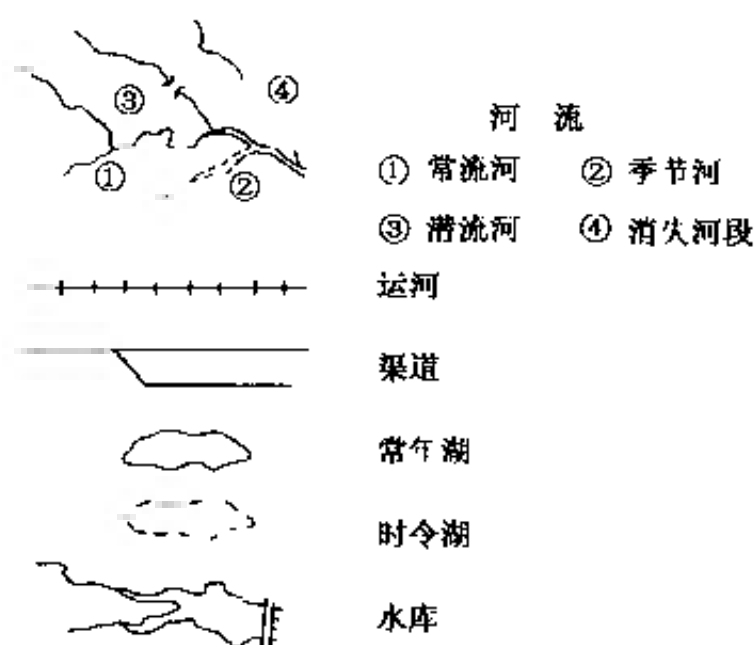 ③ ④
① ②
河 流
① 常流河 ② 季节河
③ 潜流河 ④ 消失河段
运河
渠道
常年湖
时令湖
水库